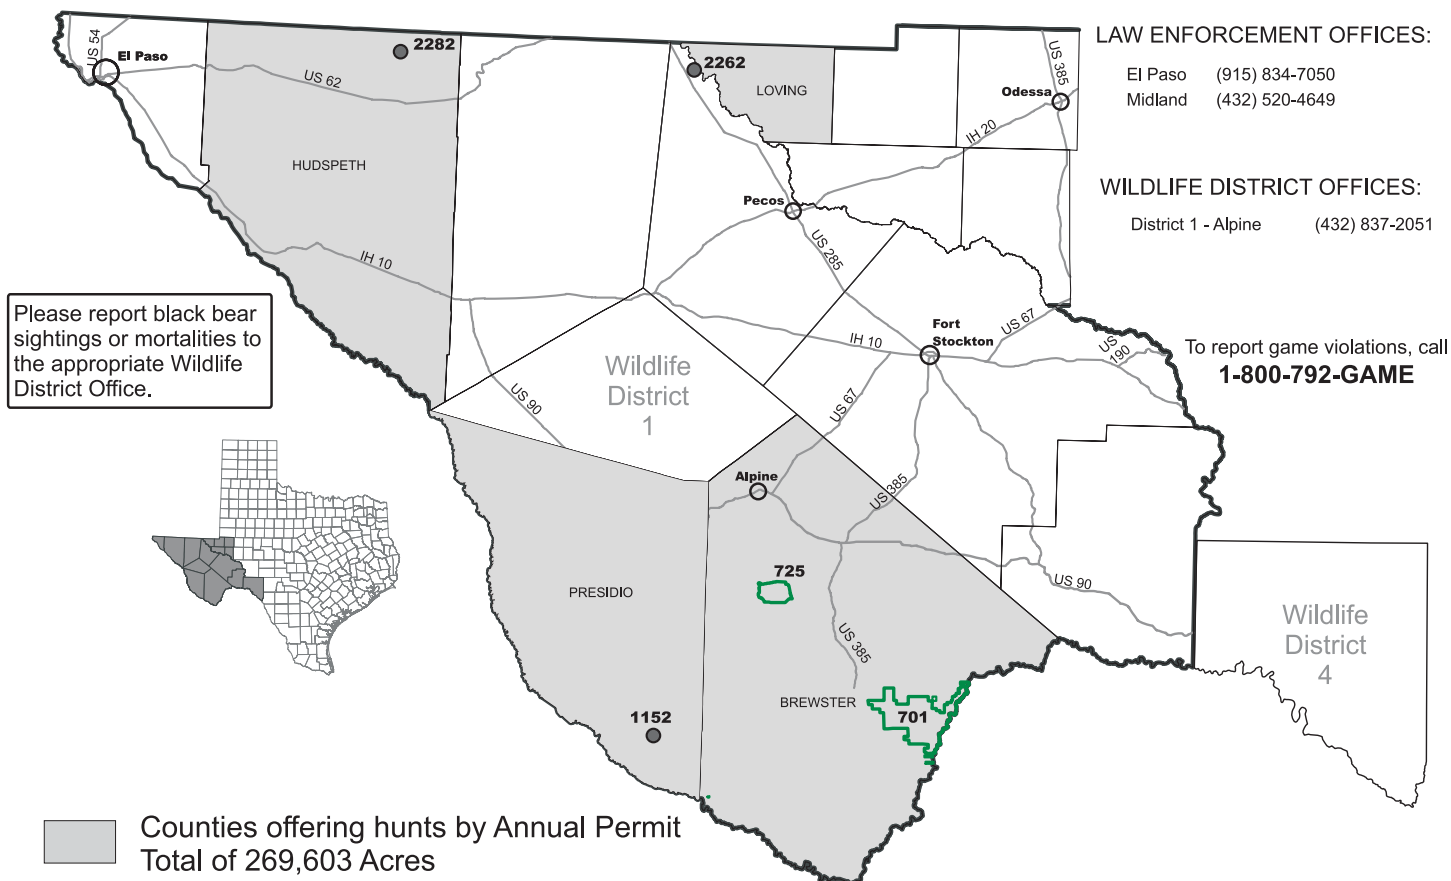 LAW ENFORCEMENT OFFICES:
El Paso (915) 834-7050
Midland (432) 520-4649
WILDLIFE DISTRICT OFFICES:
District 1 - Alpine (432) 837-2051
To report game violations, call
1-800-792-GAME
Please report black bear
sightings or mortalities to
the appropriate Wildlife
District Office.
US 54
El Paso
2282
US 62
HUDSPETH
IH 10
2262
LOVING
US 385
Odessa
IH 20
Pecos
US 285
IH 10
Fort
Stockton
US 67
US
190
US 90
Wildlife
District
1
US 67
Alpine
US 385
725
PRESIDIO
US 385
US 90
BREWSTER
701
1152
Wildlife
District
4
Counties offering hunts by Annual Permit
Total of 269,603 Acres